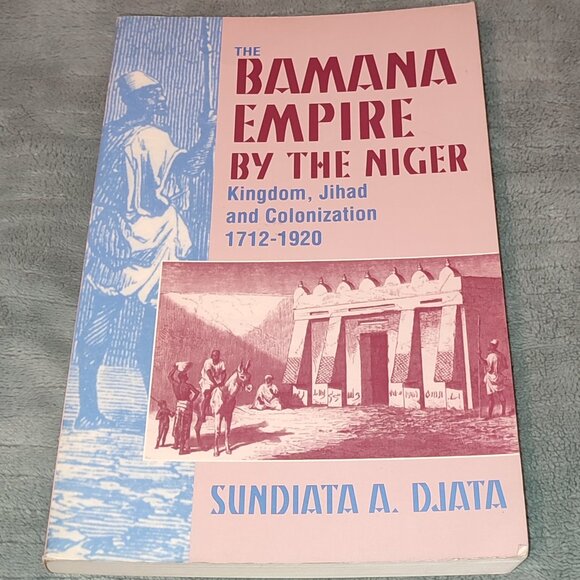 THE
BAMANA
EMPIRE
BY THE NIGER
Kingdom, Jihad
and Colonization
1712-1920
SUNDIATA A. DJATA